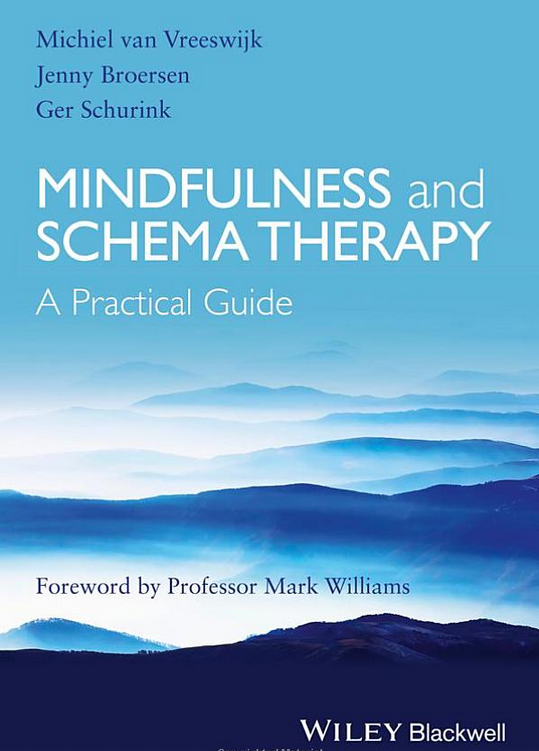 Michiel van Vreeswijk
Jenny Broersen
Ger Schurink
MINDFULNESS and
SCHEMA THERAPY
A Practical Guide
Foreword by Professor Mark Williams
WILEY Blackwell